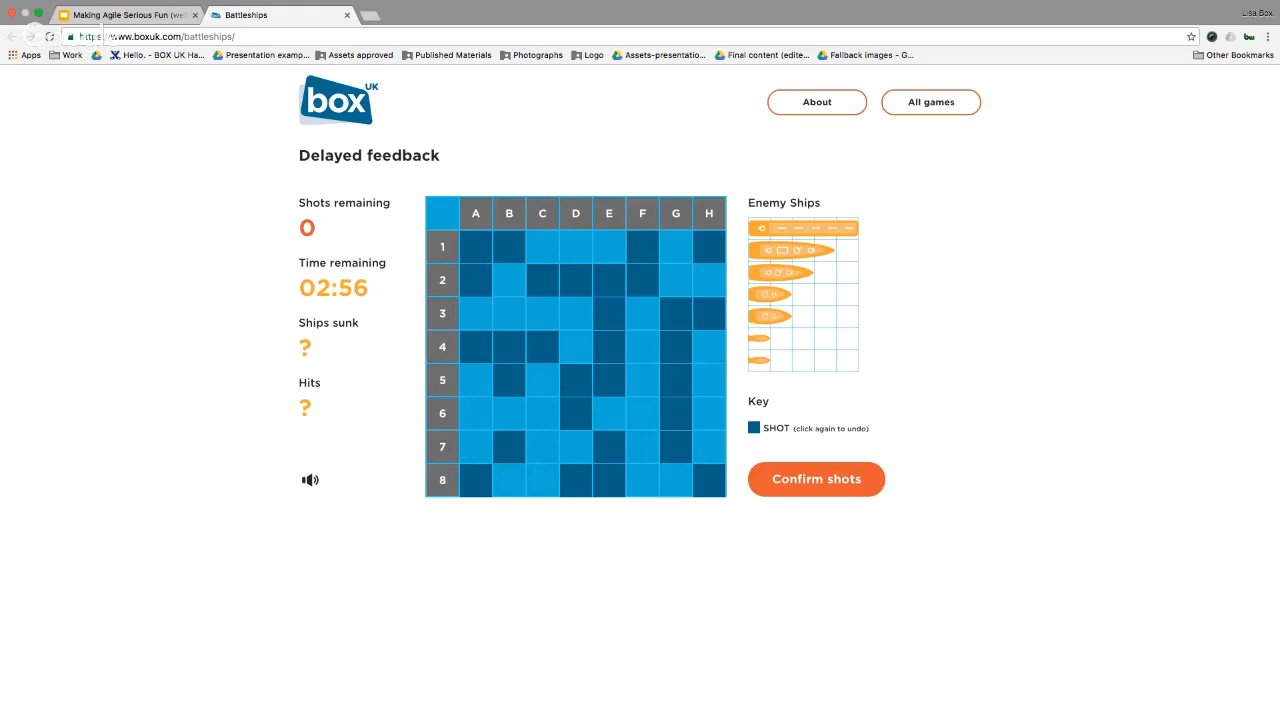 Making Agile Serious Fun (we
Battleships
Lisa Box
https://www.boxuk.com/battleships/
Apps
Work
Hello. - BOX UK Ha...
Presentation examp...
Assets approved
Published Materials
Photographs
Logo
Assets-presentatio...
Final content (edite...
Fallback images - G...
Other Bookmarks
box UK
About
All games
Delayed feedback
Shots remaining
0
Time remaining
02:56
Ships sunk
?
Hits
?
A B C D E F G H
1
2
3
4
5
6
7
8
Enemy Ships
Key
SHOT (click again to undo)
Confirm shots